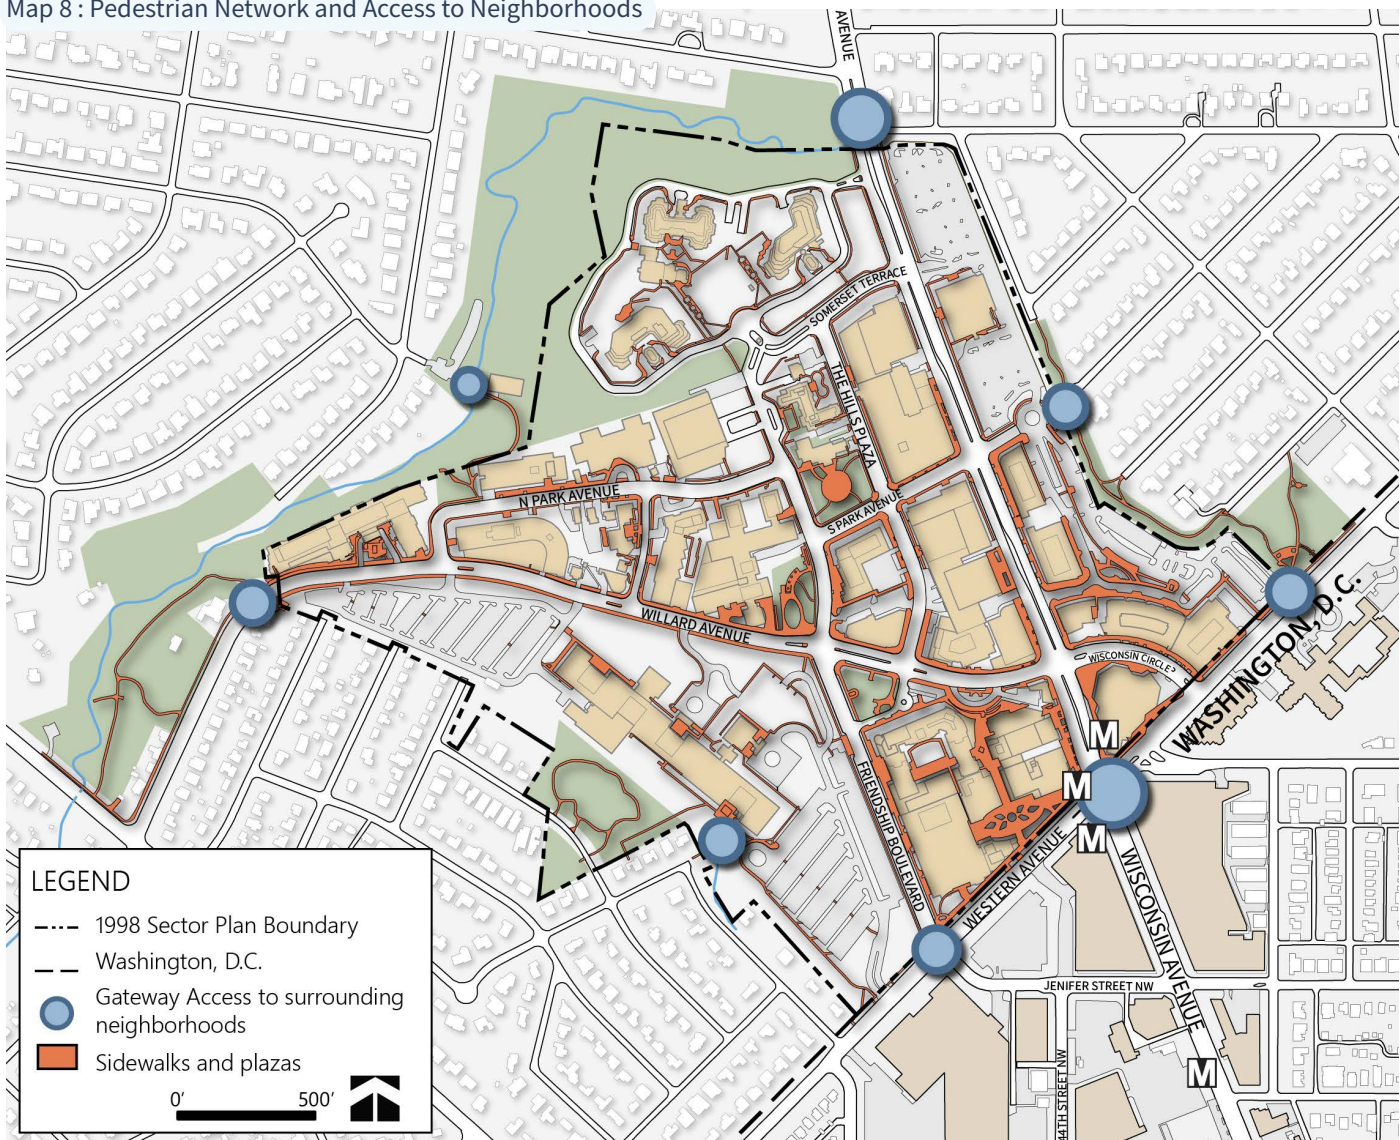 Map 8 : Pedestrian Network and Access to Neighborhoods
AVENUE
SOMERSET TERRACE
THE HILLS PLAZA
N PARK AVENUE
S PARK AVENUE
WILLARD AVENUE
WISCONSIN CIRCLE
WASHINGTON, D.C.
M
M
M
FRIENDSHIP BOULEVARD
WESTERN AVENUE
WISCONSIN AVENUE
JENIFER STREET NW
44TH STREET NW
M
LEGEND
1998 Sector Plan Boundary
Washington, D.C.
Gateway Access to surrounding
neighborhoods
Sidewalks and plazas
0' 500'